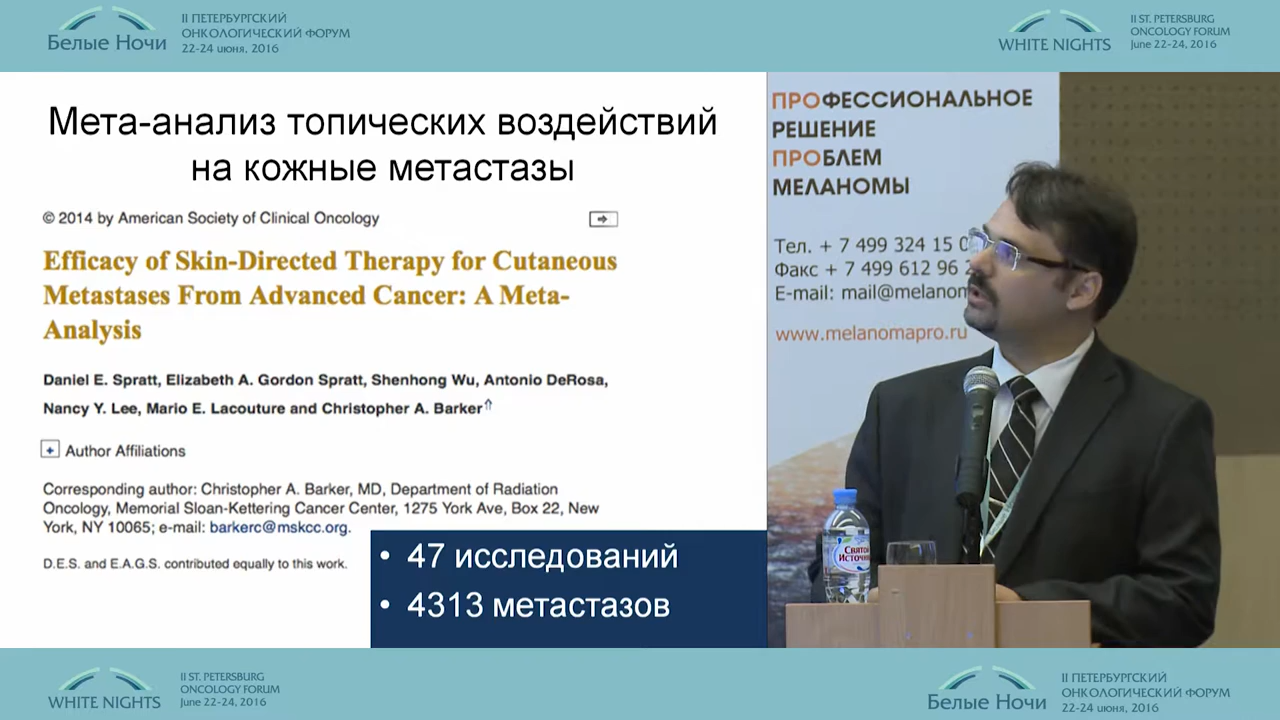 Белые Ночи
II ПЕТЕРБУРГСКИЙ
ОНКОЛОГИЧЕСКИЙ ФОРУМ
22-24 июня, 2016
WHITE NIGHTS
II ST. PETERSBURG
ONCOLOGY FORUM
June 22-24, 2016
Мета-анализ топических воздействий
на кожные метастазы
© 2014 by American Society of Clinical Oncology
Efficacy of Skin-Directed Therapy for Cutaneous
Metastases From Advanced Cancer: A Meta-
Analysis
Daniel E. Spratt, Elizabeth A. Gordon Spratt, Shenhong Wu, Antonio DeRosa,
Nancy Y. Lee, Mario E. Lacouture and Christopher A. Barker
Author Affiliations
Corresponding author: Christopher A. Barker, MD, Department of Radiation
Oncology, Memorial Sloan-Kettering Cancer Center, 1275 York Ave, Box 22, New
York, NY 10065; e-mail: barkerc@mskcc.org.
D.E.S. and E.A.G.S. contributed equally to this work.
• 47 исследований
• 4313 метастазов
ПРОФЕССИОНАЛЬНОЕ
РЕШЕНИЕ
ПРОБЛЕМ
МЕЛАНОМЫ
Тел. + 7 499 324 15
Факс + 7 499 612 96
E-mail: mail@melanom
www.melanomapro.ru
Святой
Источник
WHITE NIGHTS
II ST. PETERSBURG
ONCOLOGY FORUM
June 22-24, 2016
Белые Ночи
II ПЕТЕРБУРГСКИЙ
ОНКОЛОГИЧЕСКИЙ ФОРУМ
22-24 июня, 2016